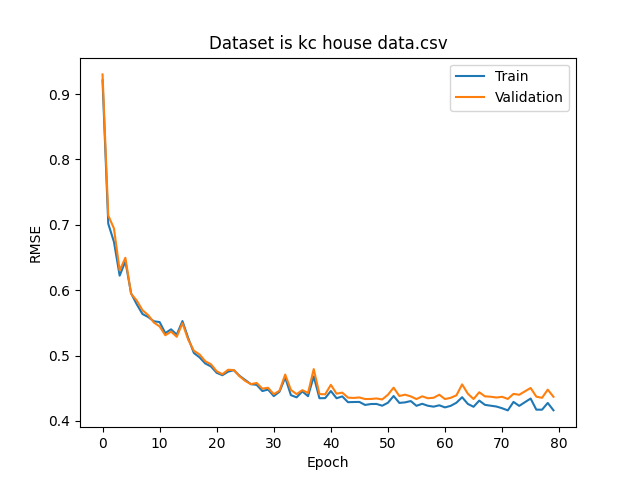 Dataset is kc house data.csv
Train
Validation
0.9
0.8
0.7
0.6
0.5
0.4
RMSE
0 10 20 30 40 50 60 70 80
Epoch